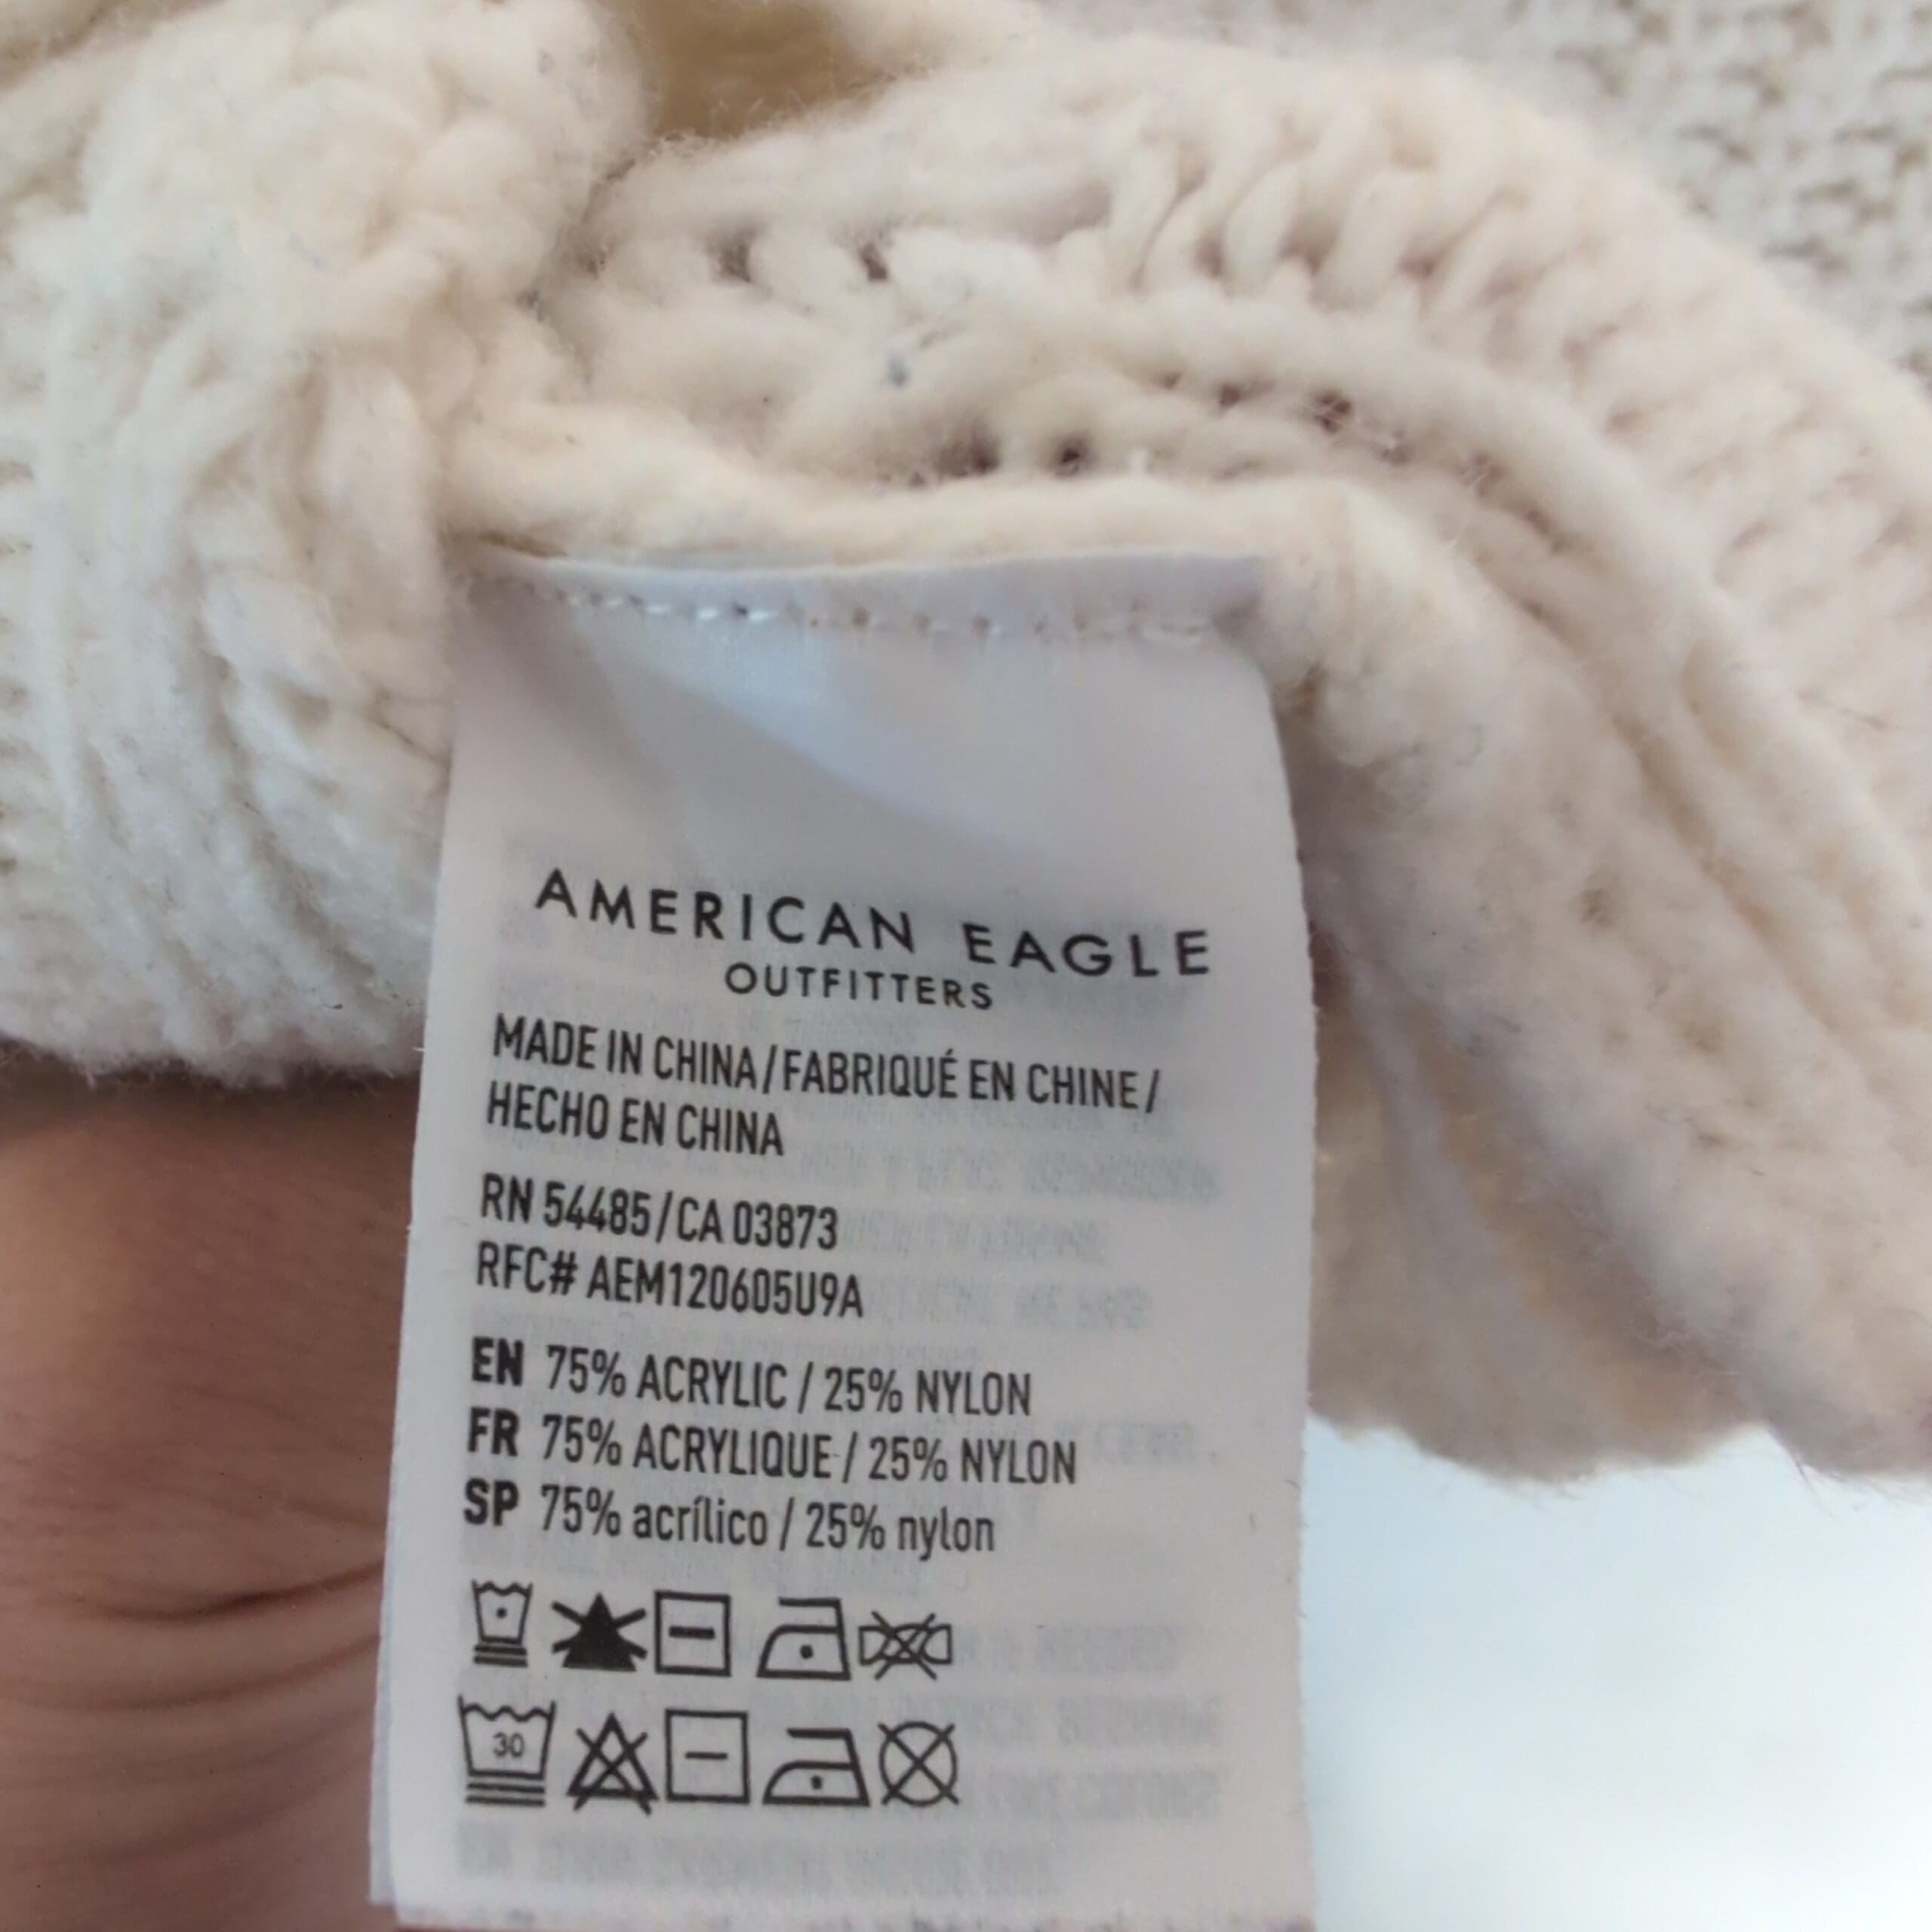 AMERICAN EAGLE
OUTFITTERS
MADE IN CHINA/FABRIQUÉ EN CHINE/
HECHO EN CHINA
RN 54485/CA 03873
RFC# AEM120605U9A
EN 75% ACRYLIC / 25% NYLON
FR 75% ACRYLIQUE / 25% NYLON
SP 75% acrílico / 25% nylon
30